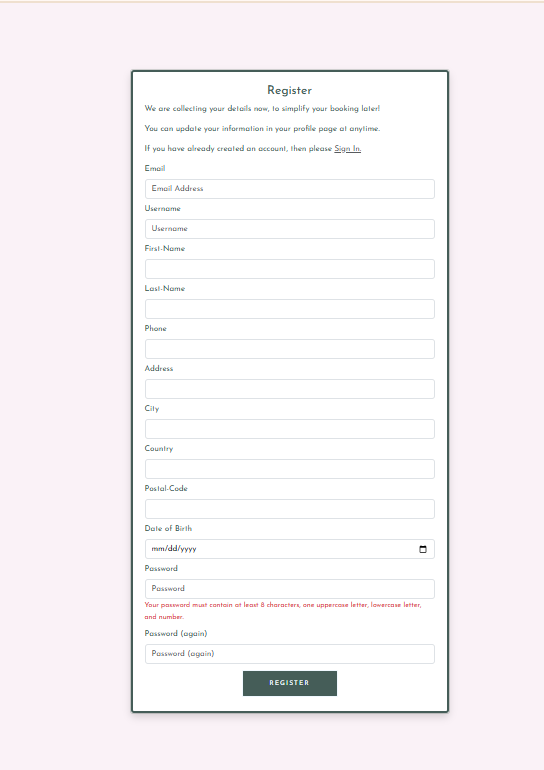 Register
We are collecting your details now, to simplify your booking later!
You can update your information in your profile page at anytime.
If you have already created an account, then please Sign In.
Email
Email Address
Username
Username
First-Name
Last-Name
Phone
Address
City
Country
Postal-Code
Date of Birth
mm/dd/yyyy
Password
Password
Your password must contain at least 8 characters, one uppercase letter, lowercase letter,
and number.
Password (again)
Password (again)
REGISTER